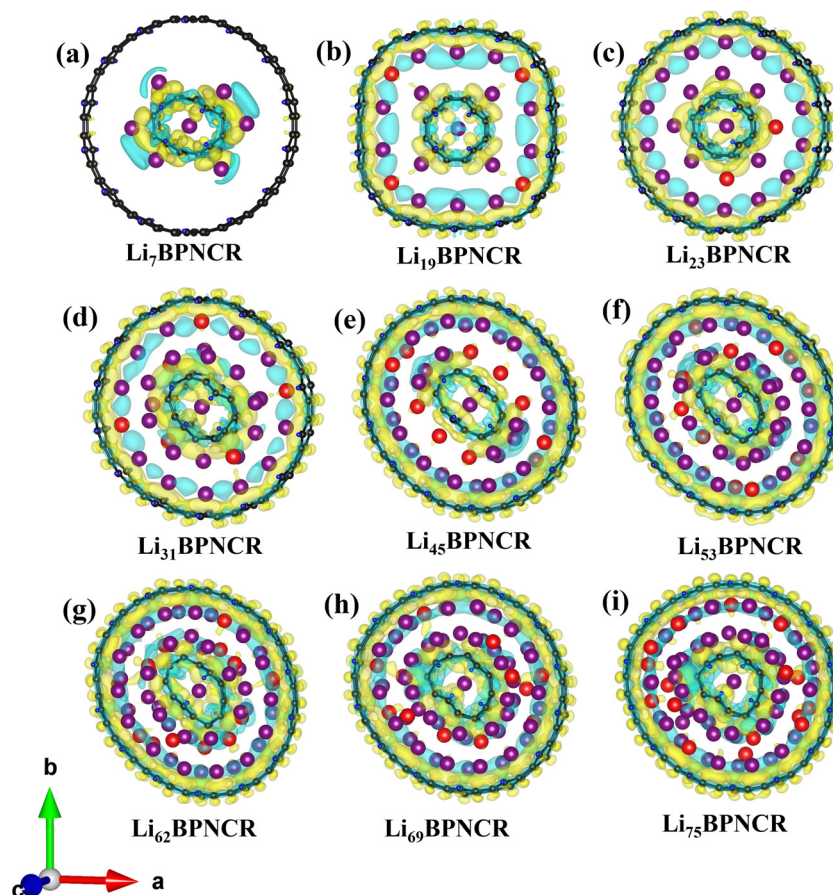 (a) (b) (c)
Li₇BPNCR Li₁₉BPNCR Li₂₃BPNCR
(d) (e) (f)
Li₃₁BPNCR Li₄₅BPNCR Li₅₃BPNCR
(g) (h) (i)
Li₆₂BPNCR Li₆₉BPNCR Li₇₅BPNCR
b
a
c